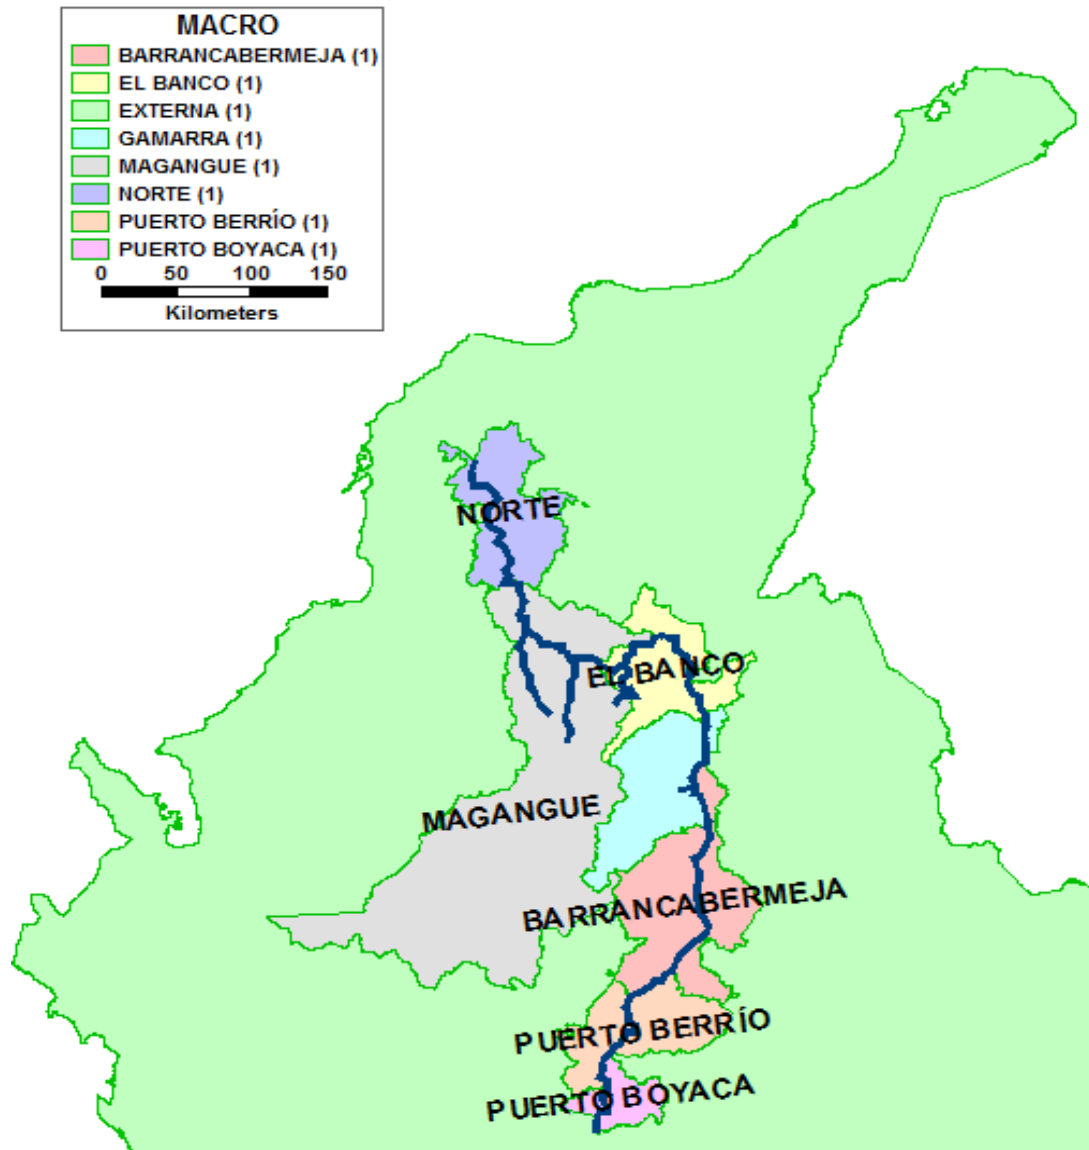 MACRO
BARRANCABERMEJA (1)
EL BANCO (1)
EXTERNA (1)
GAMARRA (1)
MAGANGUE (1)
NORTE (1)
PUERTO BERRÍO (1)
PUERTO BOYACA (1)
0 50 100 150
Kilometers
NORTE
EL BANCO
MAGANGUE
BARRANCABERMEJA
PUERTO BERRÍO
PUERTO BOYACA